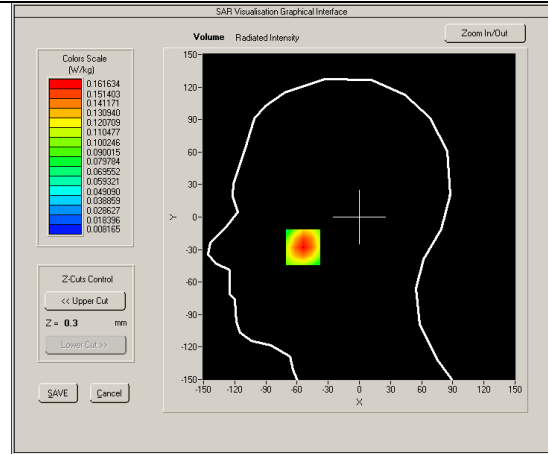 SAR Visualisation Graphical Interface
Volume Radiated Intensity
Zoom In/Out
Colors Scale
(W/kg)
0.161634
0.151403
0.141171
0.130940
0.120709
0.110477
0.100246
0.090015
0.079784
0.069552
0.059321
0.049090
0.038859
0.028627
0.018396
0.008165
Z-Cuts Control
<< Upper Cut
Z = 0.3 mm
Lower Cut >>
SAVE Cancel
150
120
90
60
30
0
-30
-60
-90
-120
-150
Y
-150 -120 -90 -60 -30 0 30 60 90 120 150
X